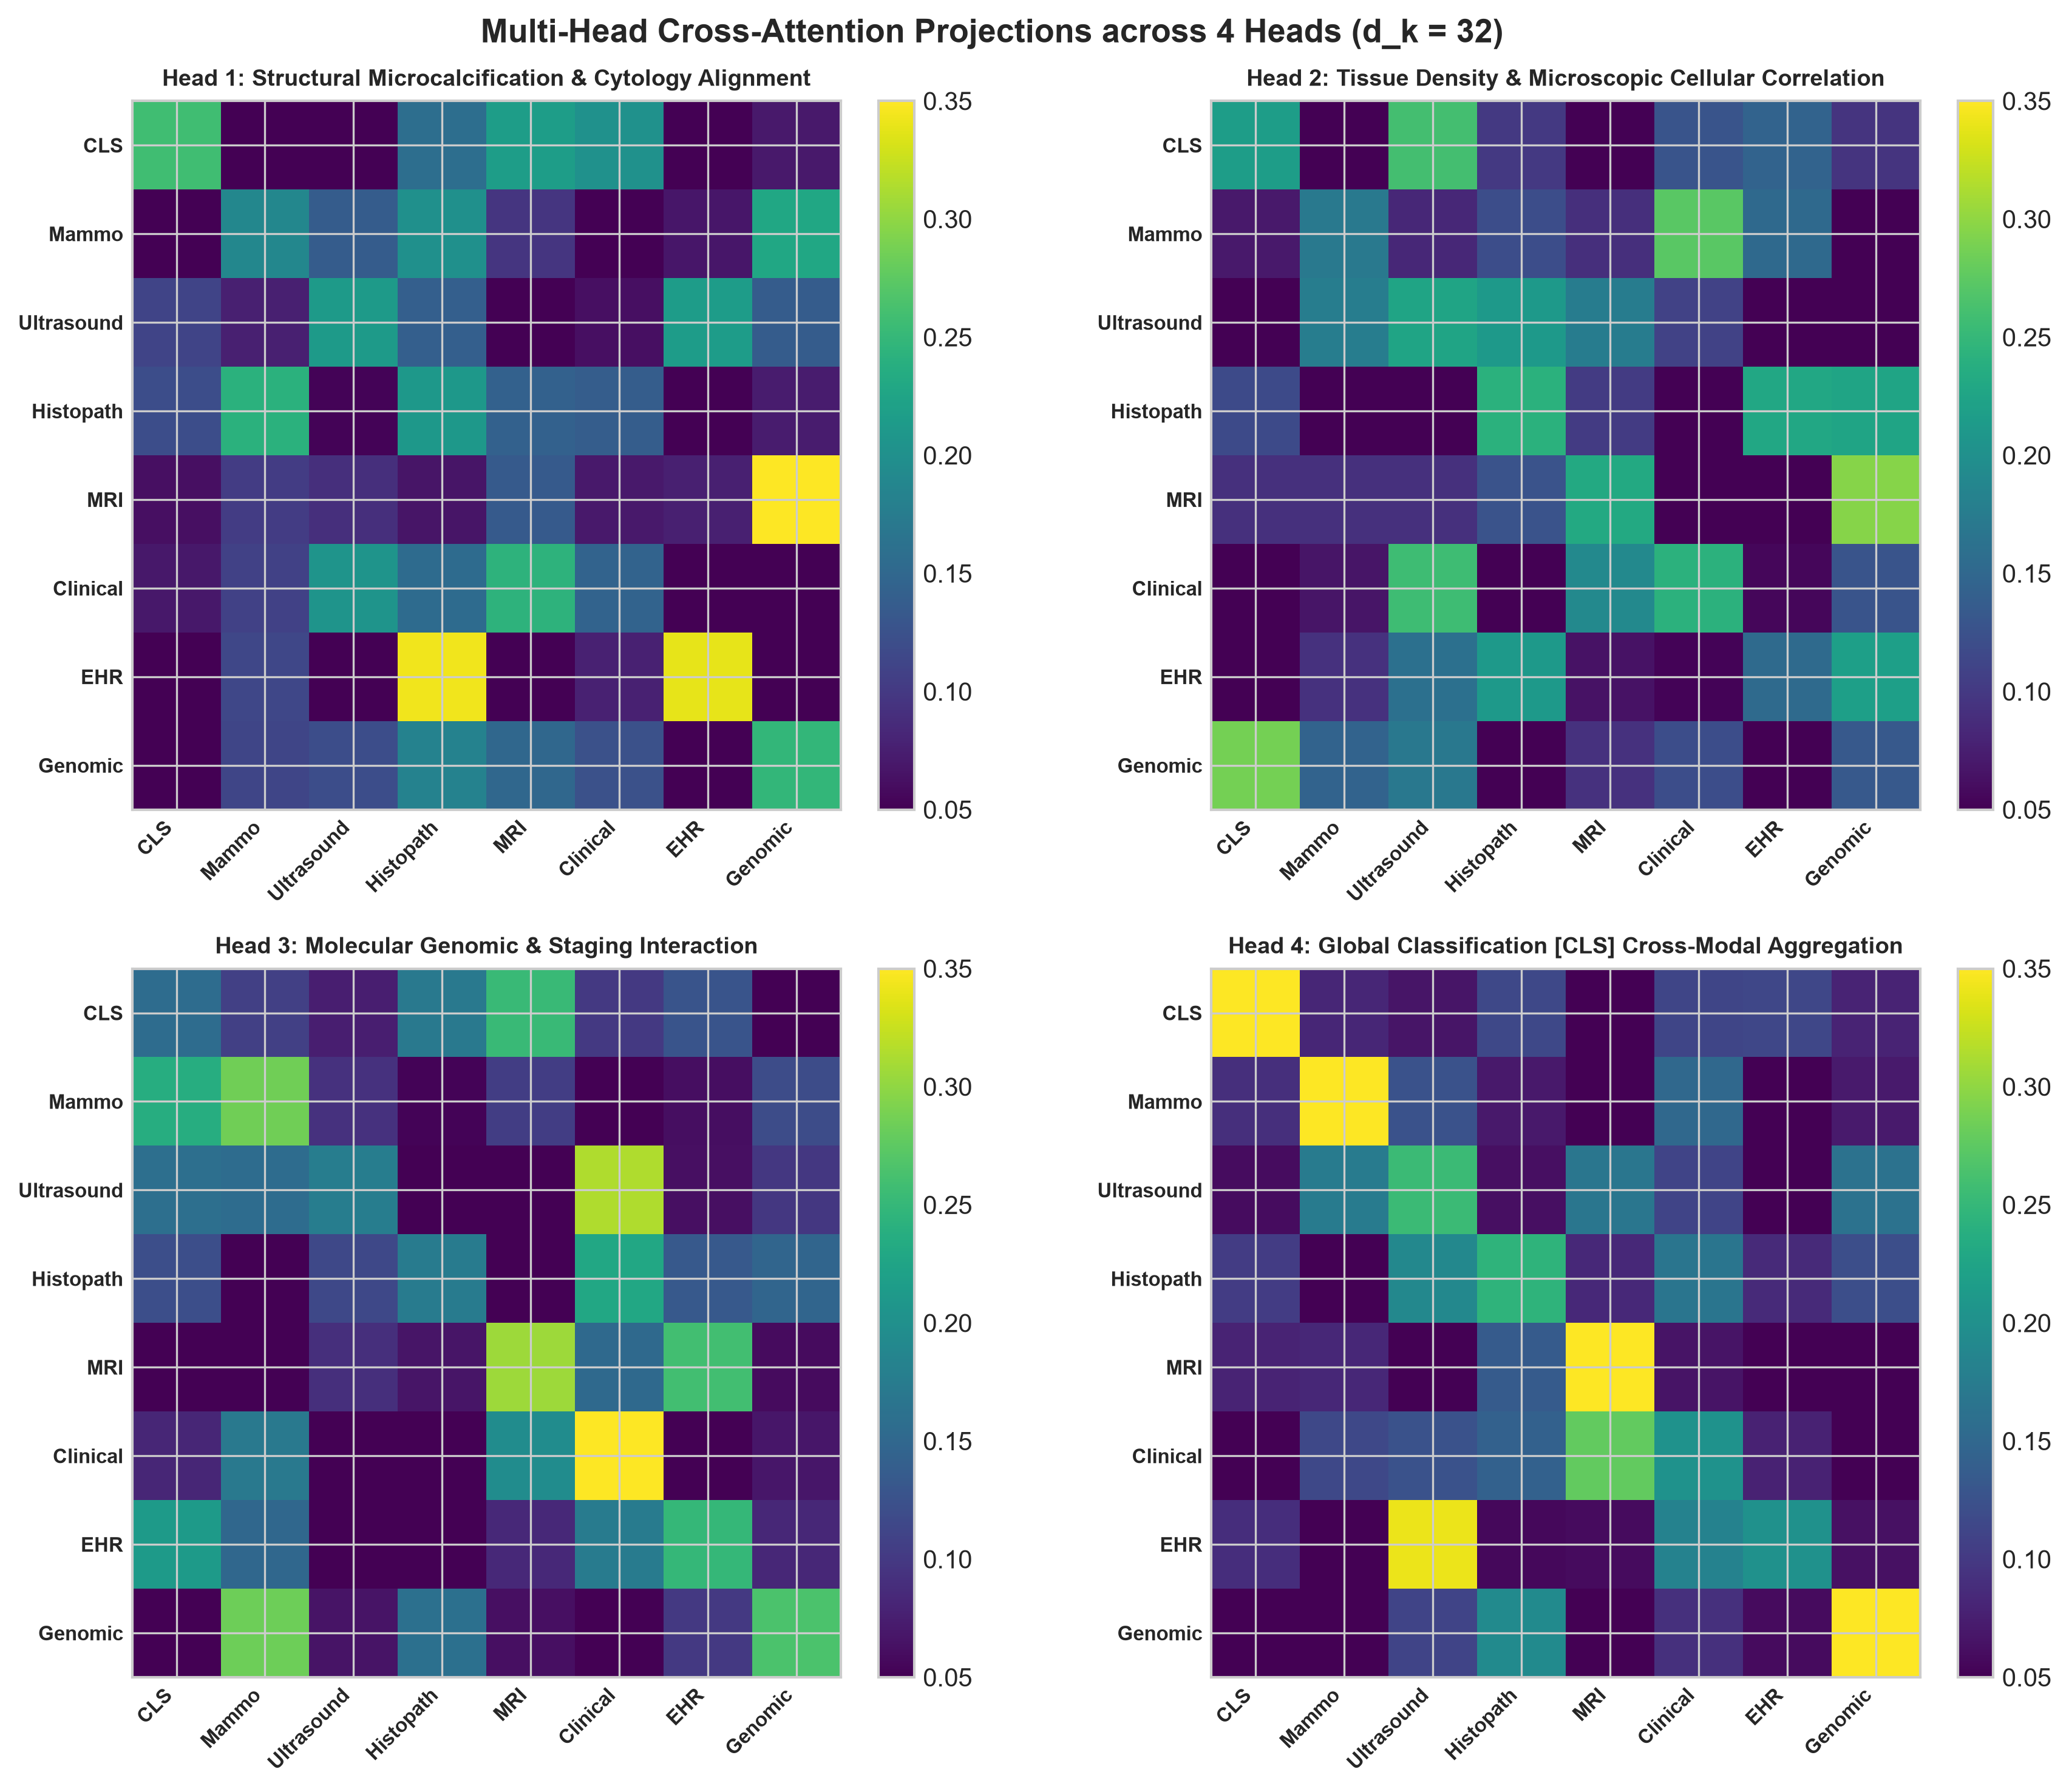 Multi-Head Cross-Attention Projections across 4 Heads (d_k = 32)
Head 1: Structural Microcalcification & Cytology Alignment
CLS
Mammo
Ultrasound
Histopath
MRI
Clinical
EHR
Genomic
CLS
Mammo
Ultrasound
Histopath
MRI
Clinical
EHR
Genomic
0.35
0.30
0.25
0.20
0.15
0.10
0.05
Head 2: Tissue Density & Microscopic Cellular Correlation
CLS
Mammo
Ultrasound
Histopath
MRI
Clinical
EHR
Genomic
CLS
Mammo
Ultrasound
Histopath
MRI
Clinical
EHR
Genomic
0.35
0.30
0.25
0.20
0.15
0.10
0.05
Head 3: Molecular Genomic & Staging Interaction
CLS
Mammo
Ultrasound
Histopath
MRI
Clinical
EHR
Genomic
CLS
Mammo
Ultrasound
Histopath
MRI
Clinical
EHR
Genomic
0.35
0.30
0.25
0.20
0.15
0.10
0.05
Head 4: Global Classification [CLS] Cross-Modal Aggregation
CLS
Mammo
Ultrasound
Histopath
MRI
Clinical
EHR
Genomic
CLS
Mammo
Ultrasound
Histopath
MRI
Clinical
EHR
Genomic
0.35
0.30
0.25
0.20
0.15
0.10
0.05